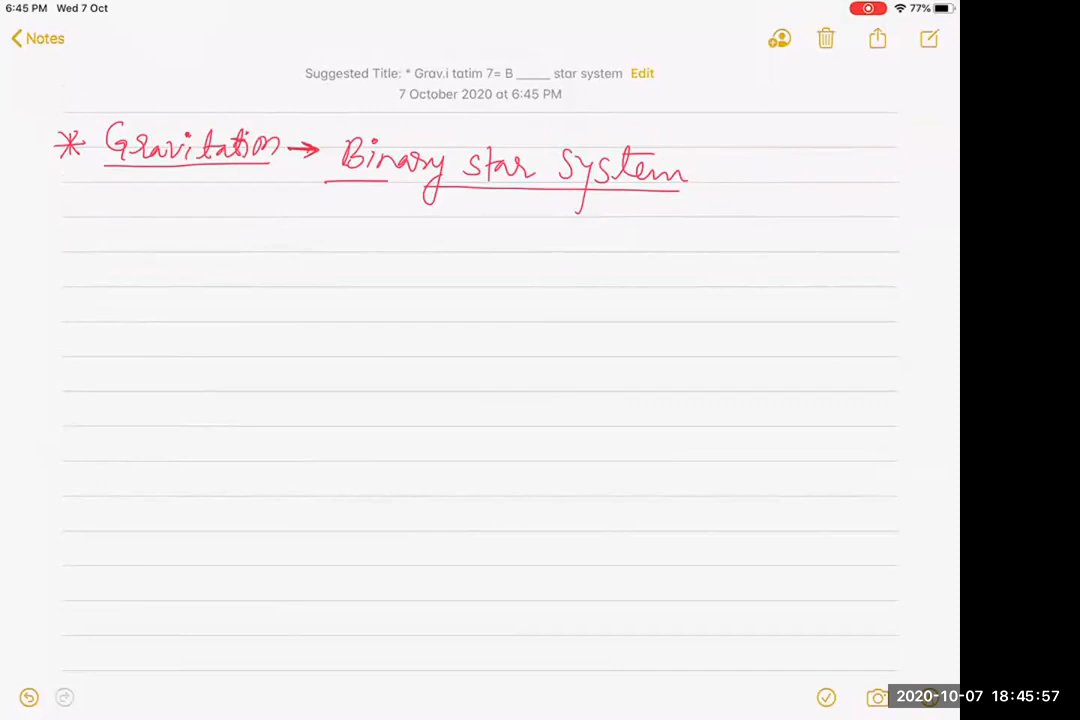 6:45 PM Wed 7 Oct
77%
Notes
Suggested Title: * Grav.i tatim 7= B _____ star system Edit
7 October 2020 at 6:45 PM
* Gravitation → Binary star system
2020-10-07 18:45:57